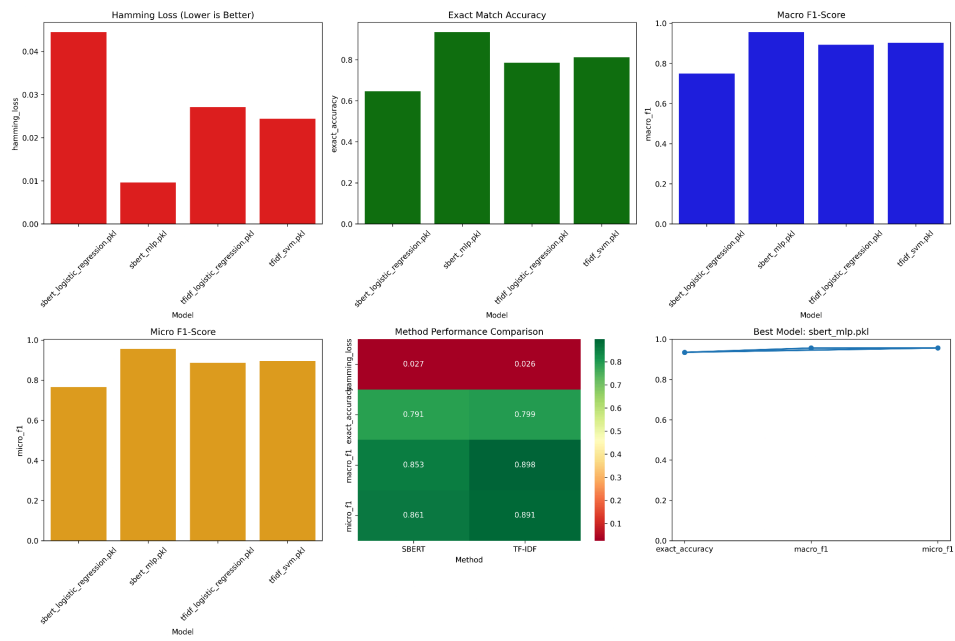 Hamming Loss (Lower is Better)
0.04
0.03
0.02
0.01
0.00
hamming_loss
sbert_logistic_regression.pkl
sbert_mlp.pkl
tfidf_logistic_regression.pkl
tfidf_svm.pkl
Model
Exact Match Accuracy
0.8
0.6
0.4
0.2
0.0
exact_accuracy
sbert_logistic_regression.pkl
sbert_mlp.pkl
tfidf_logistic_regression.pkl
tfidf_svm.pkl
Model
Macro F1-Score
1.0
0.8
0.6
0.4
0.2
0.0
macro_f1
sbert_logistic_regression.pkl
sbert_mlp.pkl
tfidf_logistic_regression.pkl
tfidf_svm.pkl
Model
Micro F1-Score
1.0
0.8
0.6
0.4
0.2
0.0
micro_f1
sbert_logistic_regression.pkl
sbert_mlp.pkl
tfidf_logistic_regression.pkl
tfidf_svm.pkl
Model
Method Performance Comparison
hamming_loss
0.027 0.026
exact_accuracy
0.791 0.799
macro_f1
0.853 0.898
micro_f1
0.861 0.891
SBERT TF-IDF
Method
0.8
0.7
0.6
0.5
0.4
0.3
0.2
0.1
Best Model: sbert_mlp.pkl
1.0
0.8
0.6
0.4
0.2
0.0
exact_accuracy macro_f1 micro_f1